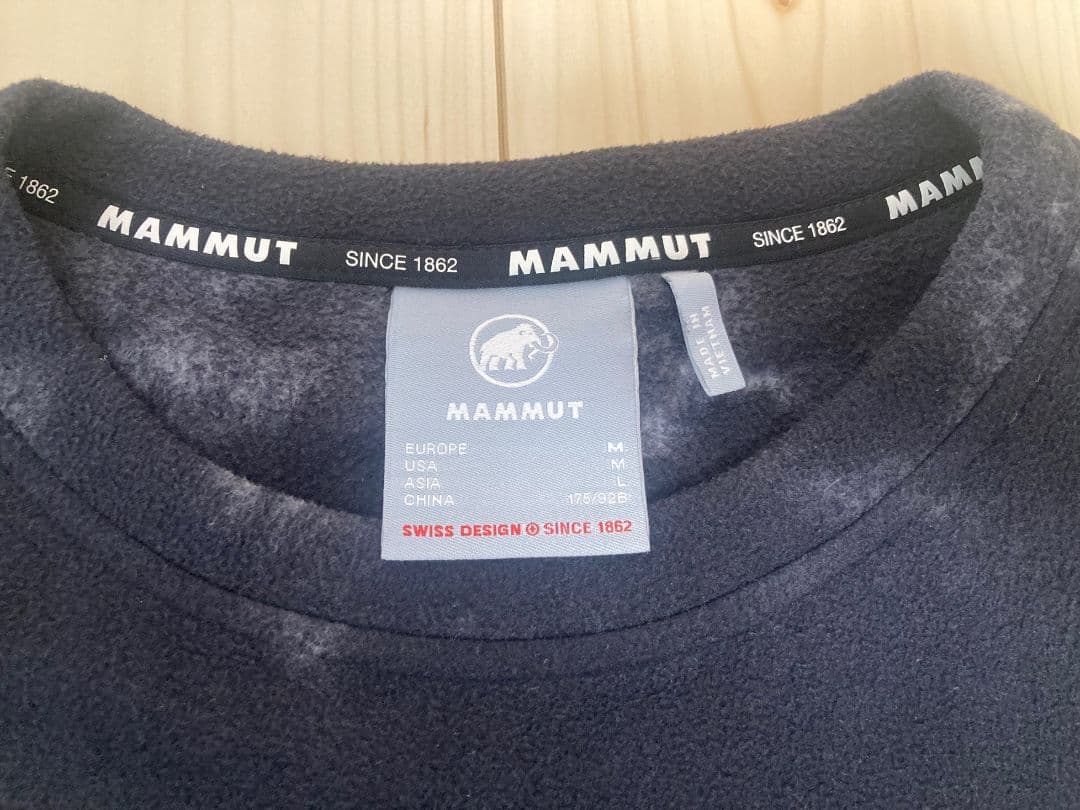 1862
MAMMUT SINCE 1862 MAMMUT SINCE 1862 MAMM
MADE IN
VIETNAM
MAMMUT
EUROPE M
USA M
ASIA L
CHINA 175/92B
SWISS DESIGN SINCE 1862